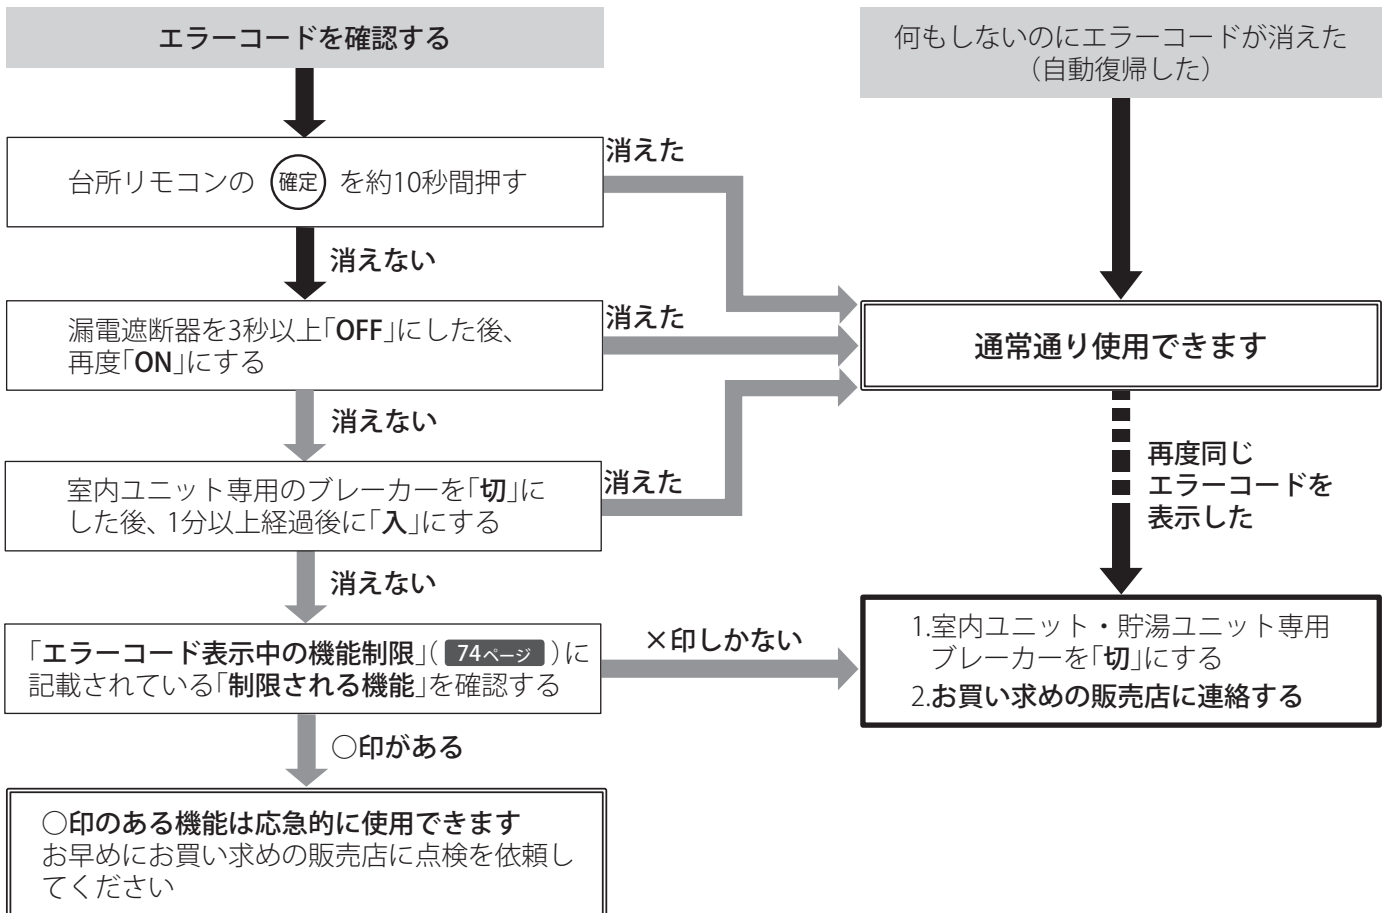 エラーコードを確認する
何もしないのにエラーコードが消えた
（自動復帰した）
台所リモコンの 確定 を約10秒間押す
消えた
消えない
漏電遮断器を3秒以上「OFF」にした後、
再度「ON」にする
消えた
通常通り使用できます
消えない
再度同じ
エラーコードを
表示した
室内ユニット専用のブレーカーを「切」に
した後、1分以上経過後に「入」にする
消えた
消えない
「エラーコード表示中の機能制限」( 74ページ )に
記載されている「制限される機能」を確認する
×印しかない
1.室内ユニット・貯湯ユニット専用
ブレーカーを「切」にする
2.お買い求めの販売店に連絡する
○印がある
○印のある機能は応急的に使用できます
お早めにお買い求めの販売店に点検を依頼し
てください